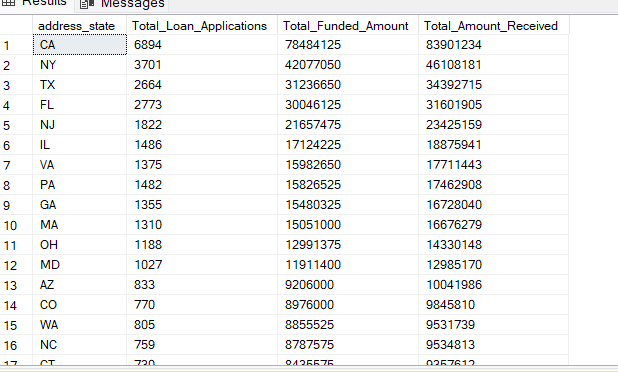 Results Messages
address_state Total_Loan_Applications Total_Funded_Amount Total_Amount_Received
1 CA 6894 78484125 83901234
2 NY 3701 42077050 46108181
3 TX 2664 31236650 34392715
4 FL 2773 30046125 31601905
5 NJ 1822 21657475 23425159
6 IL 1486 17124225 18875941
7 VA 1375 15982650 17711443
8 PA 1482 15826525 17462908
9 GA 1355 15480325 16728040
10 MA 1310 15051000 16676279
11 OH 1188 12991375 14330148
12 MD 1027 11911400 12985170
13 AZ 833 9206000 10041986
14 CO 770 8976000 9845810
15 WA 805 8855525 9531739
16 NC 759 8787575 9534813
17 CT 730 8435575 9357612